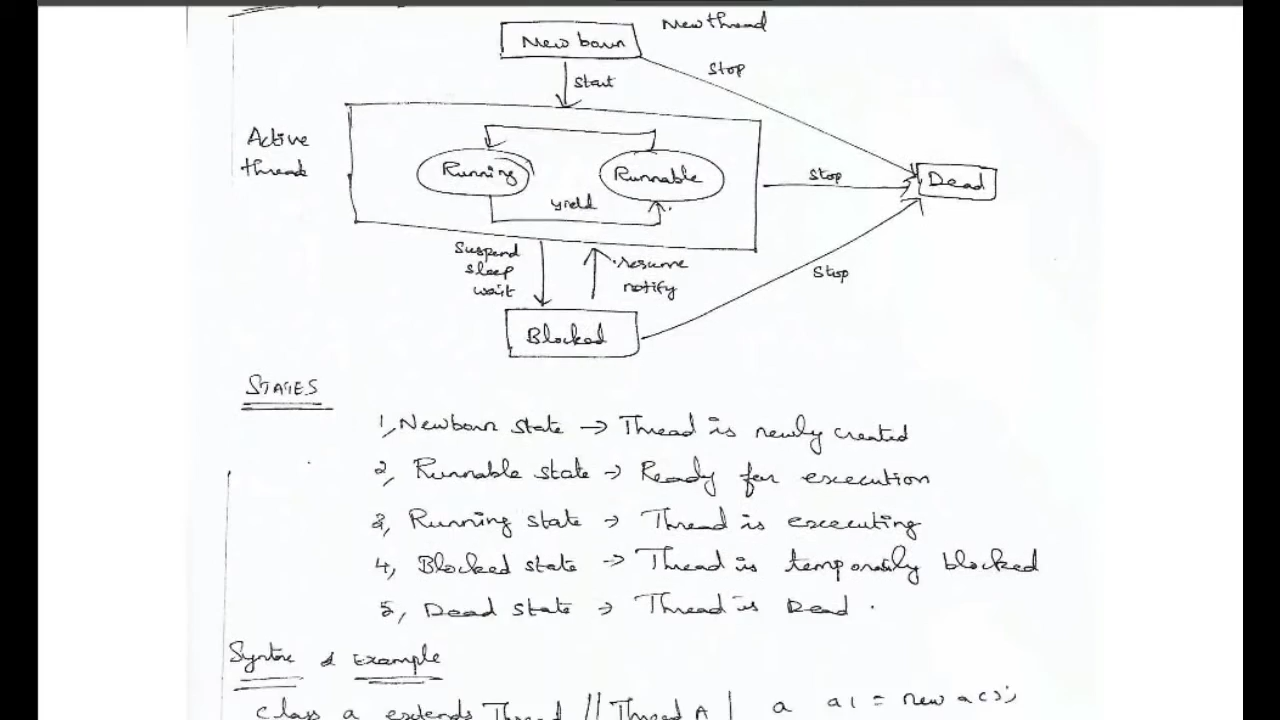 New thread
New born
Stop
Start
Active
thread
Running
Runnable
Stop
Dead
yield
Suspend
sleep
wait
resume
notify
Stop
Blocked
STATES
1, Newborn state → Thread is newly created
2, Runnable state → Ready for execution
3, Running state → Thread is executing
4, Blocked state → Thread is temporaily blocked
5, Dead state → Thread is Dead.
Syntax & Example
class a extends Thread // Thread A | a a1 = new a();